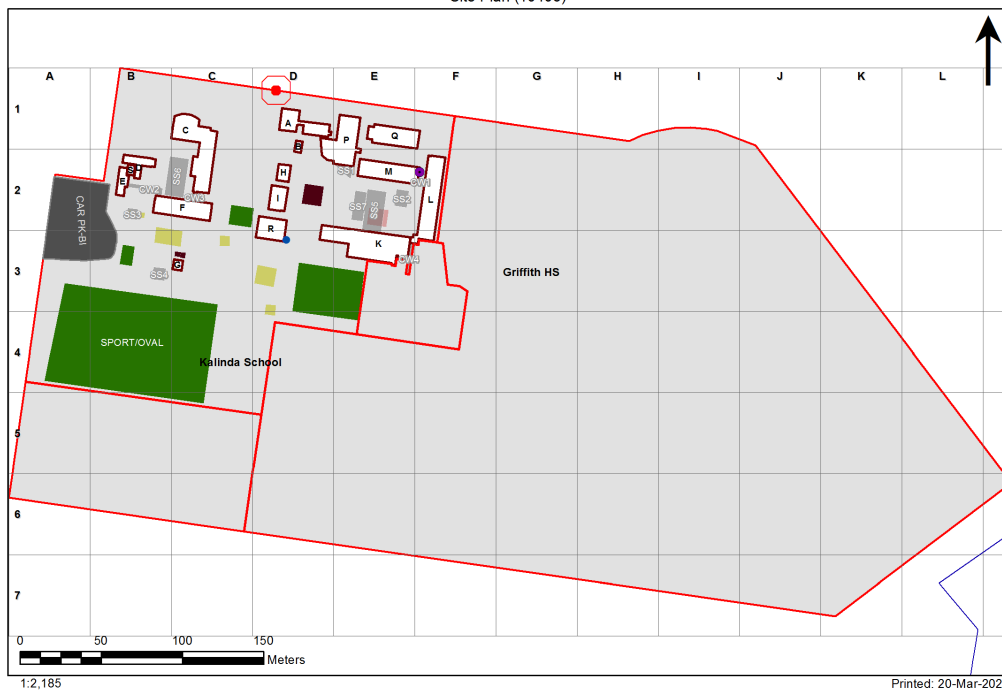 A B C D E F G H I J K L
1
A
C
P
Q
B
2
H
M
E
CW2
SS6
CW3
SS1
CW1
I
SS7
SS5
SS2
L
CAR PK-BI
SS3
F
R
K
3
SS4
G
CW4
Griffith HS
SPORT/OVAL
4
Kalinda School
5
6
7
0 50 100 150
Meters
1:2,185
Printed: 20-Mar-202